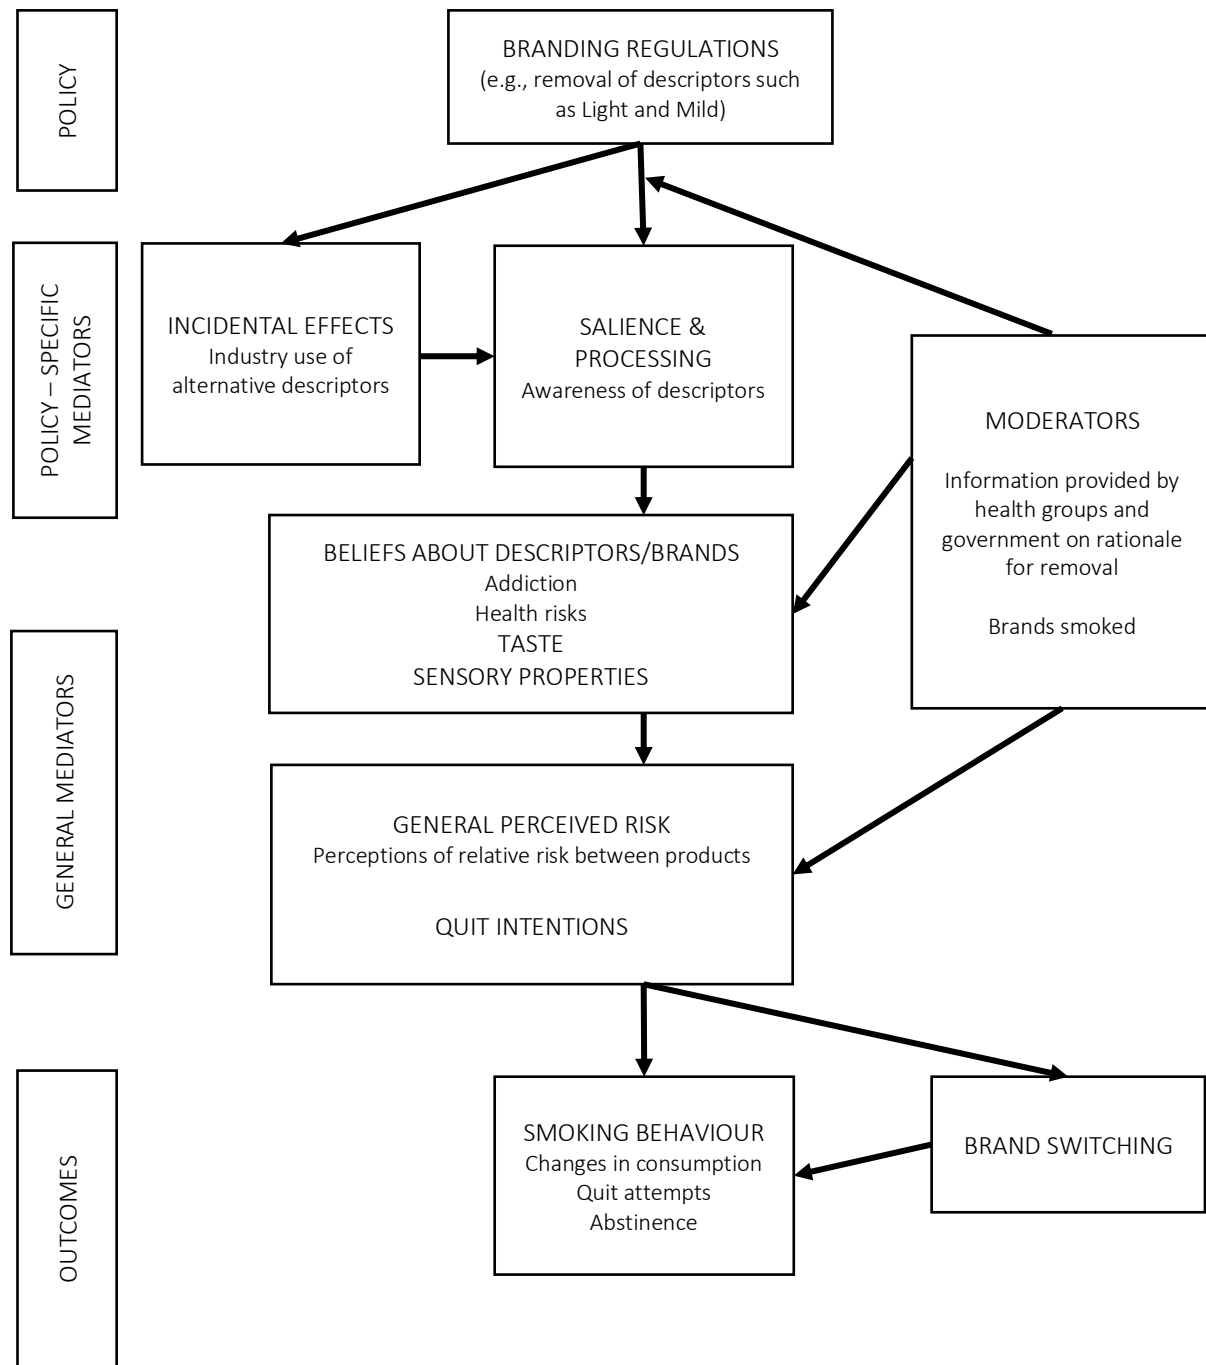 POLICY
BRANDING REGULATIONS
(e.g., removal of descriptors such
as Light and Mild)
POLICY – SPECIFIC
MEDIATORS
INCIDENTAL EFFECTS
Industry use of
alternative descriptors
SALIENCE &
PROCESSING
Awareness of descriptors
MODERATORS
Information provided by
health groups and
government on rationale
for removal
Brands smoked
BELIEFS ABOUT DESCRIPTORS/BRANDS
Addiction
Health risks
TASTE
SENSORY PROPERTIES
GENERAL MEDIATORS
GENERAL PERCEIVED RISK
Perceptions of relative risk between products
QUIT INTENTIONS
OUTCOMES
SMOKING BEHAVIOUR
Changes in consumption
Quit attempts
Abstinence
BRAND SWITCHING